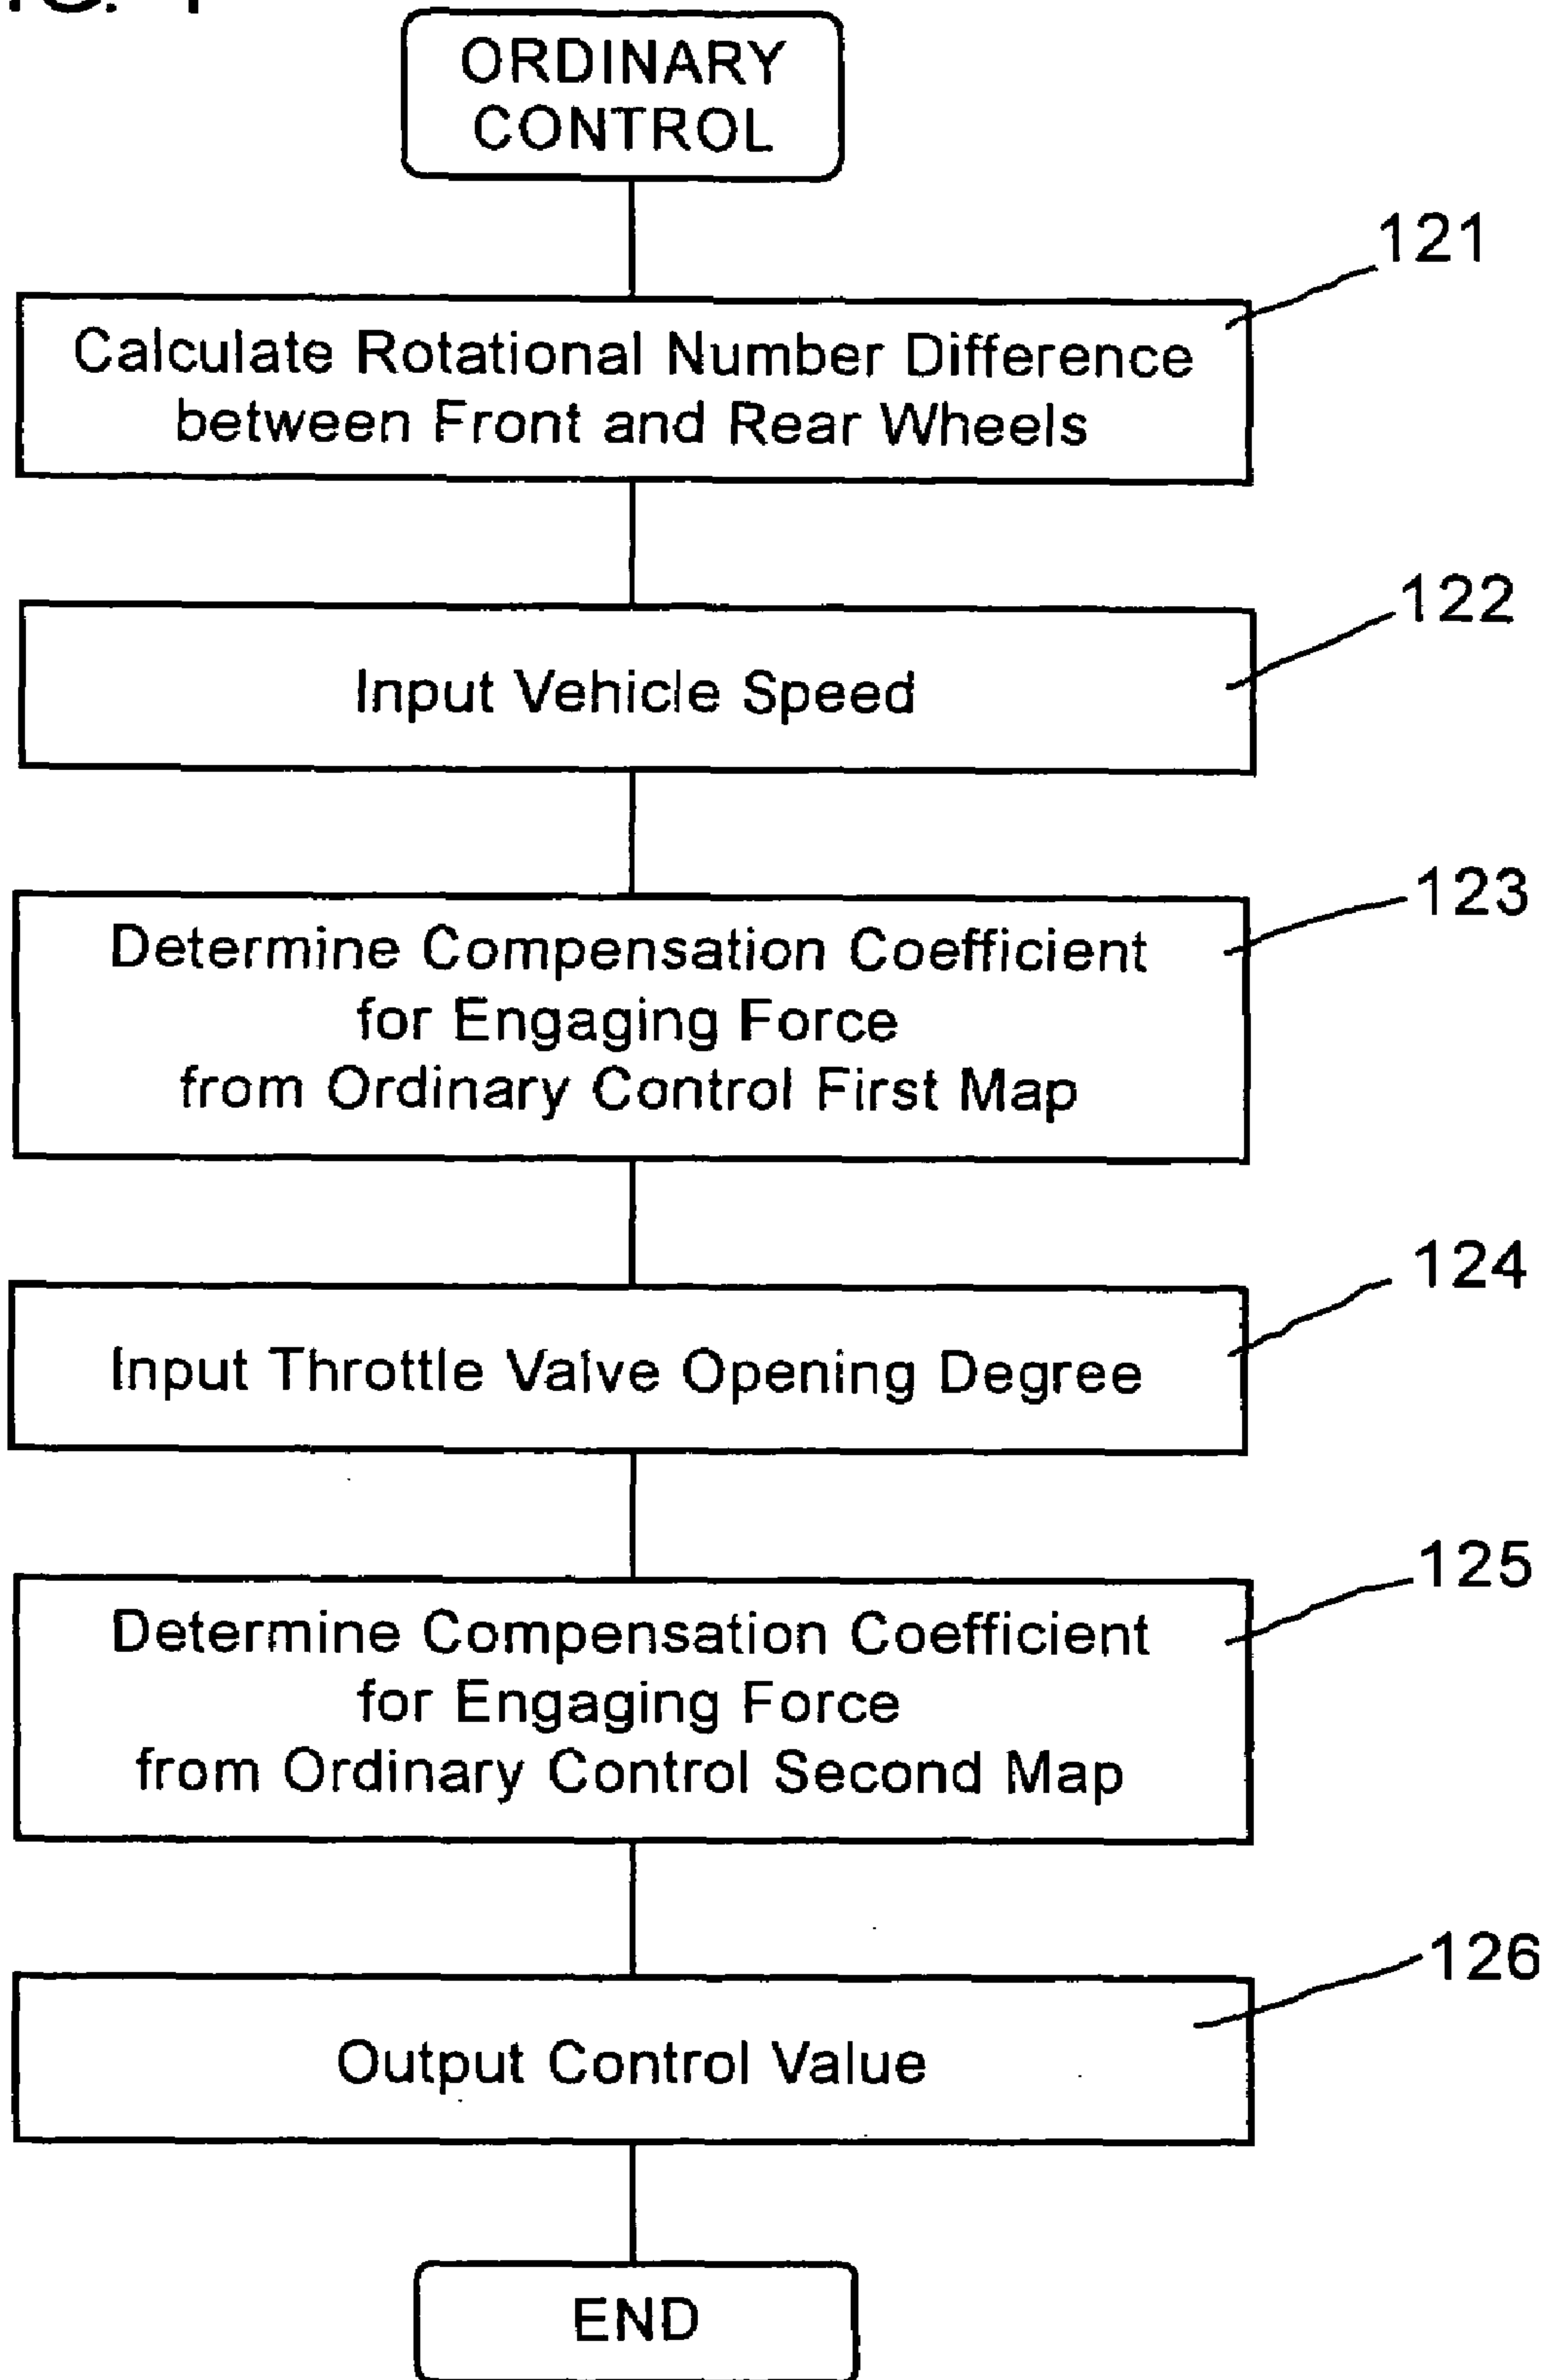 ORDINARY
CONTROL
121
Calculate Rotational Number Difference
between Front and Rear Wheels
122
Input Vehicle Speed
123
Determine Compensation Coefficient
for Engaging Force
from Ordinary Control First Map
124
Input Throttle Valve Opening Degree
125
Determine Compensation Coefficient
for Engaging Force
from Ordinary Control Second Map
126
Output Control Value
END